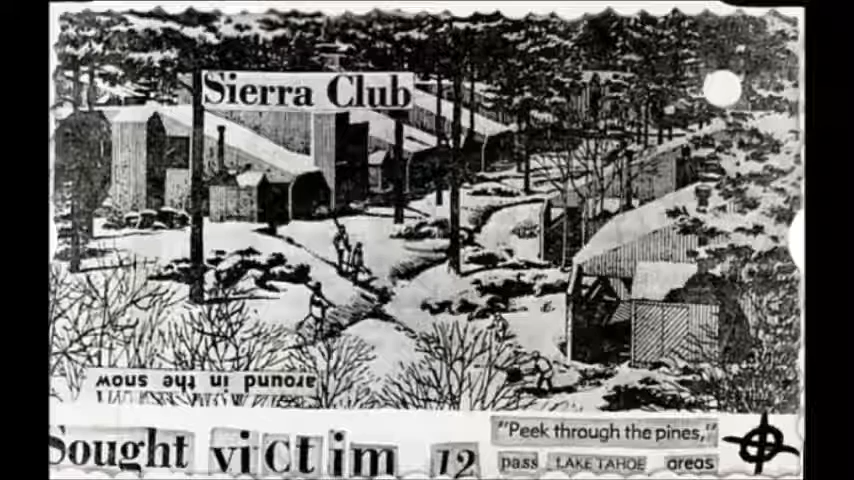 Sierra Club
around in the snow
Sought victim 12
"Peek through the pines,"
pass LAKE TAHOE areas